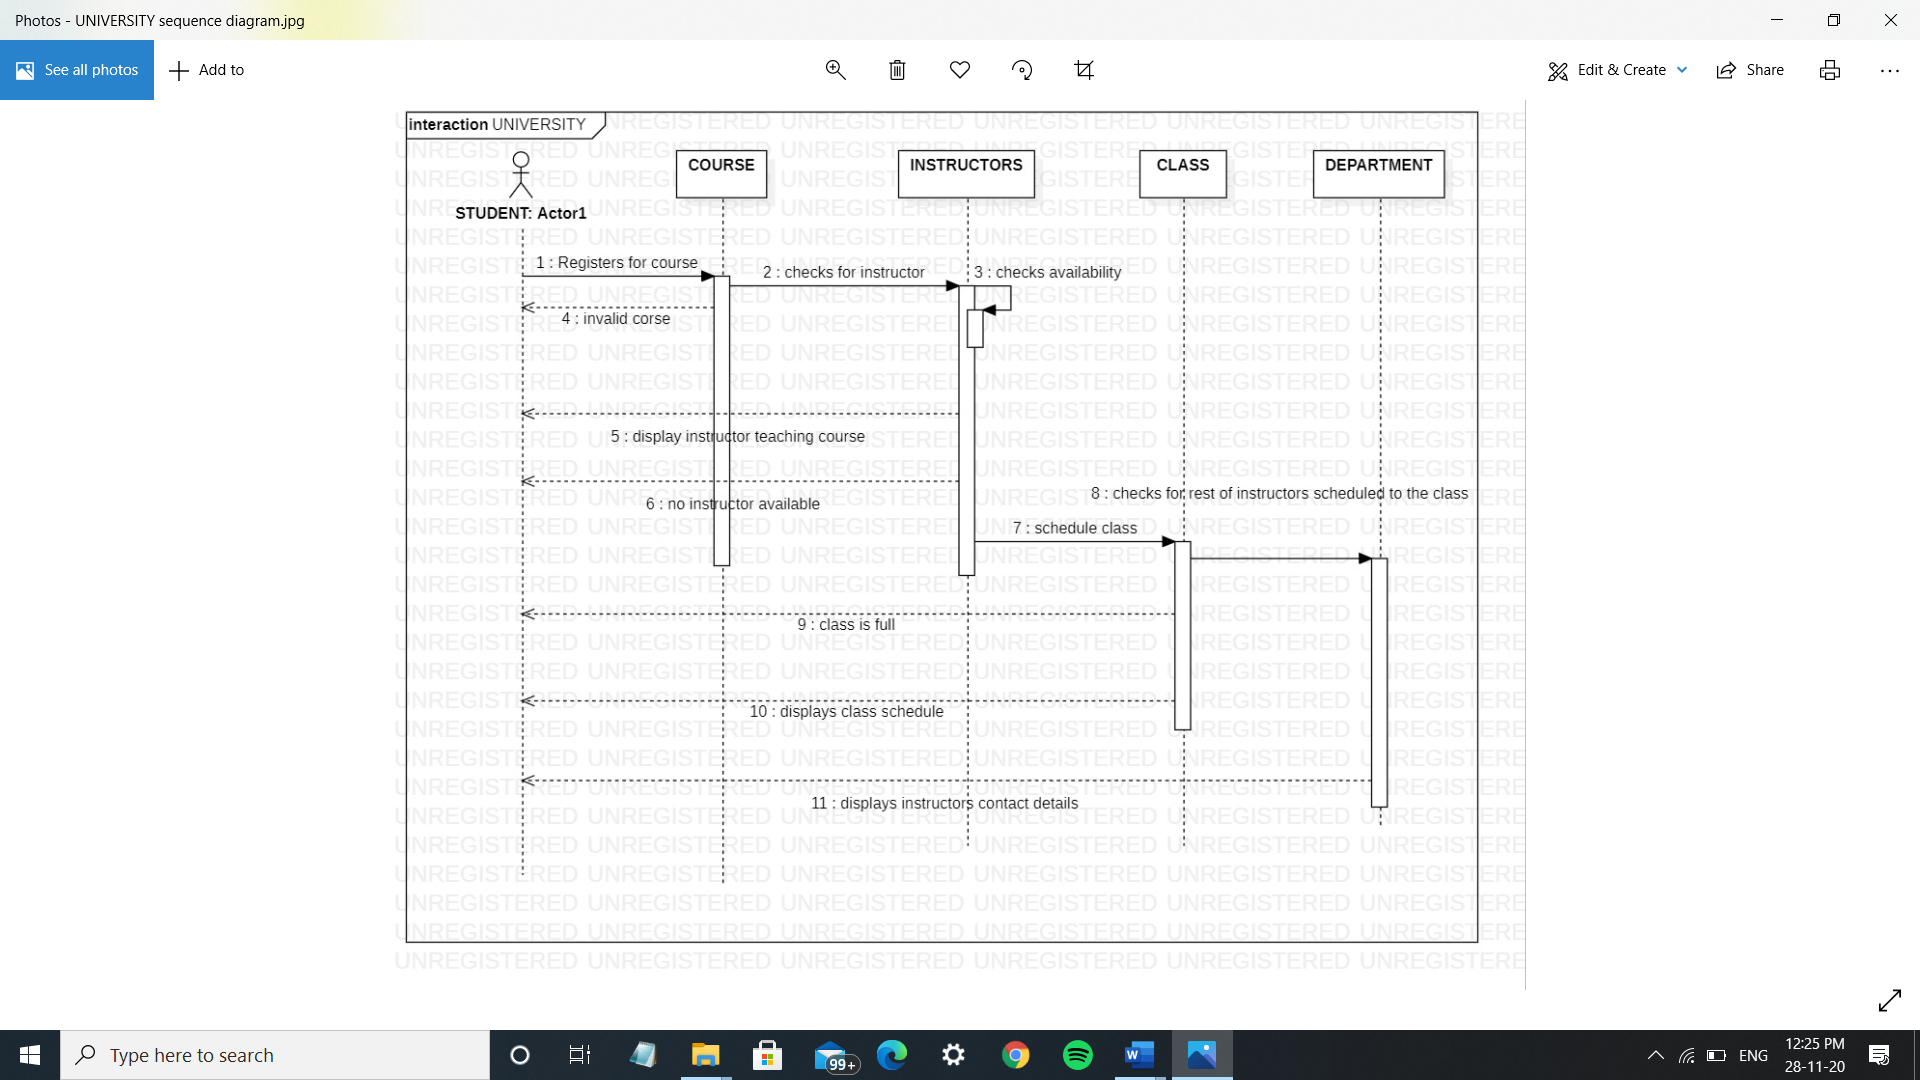 Photos - UNIVERSITY sequence diagram.jpg
See all photos
Add to
Edit & Create
Share
interaction UNIVERSITY
COURSE
INSTRUCTORS
CLASS
DEPARTMENT
STUDENT: Actor1
1 : Registers for course
2 : checks for instructor
3 : checks availability
4 : invalid corse
5 : display instructor teaching course
6 : no instructor available
8 : checks for rest of instructors scheduled to the class
7 : schedule class
9 : class is full
10 : displays class schedule
11 : displays instructors contact details
UNREGISTERED UNREGISTERED UNREGISTERED UNREGISTERED UNREGISTERED UNREGISTERE
Type here to search
99+
ENG
12:25 PM
28-11-20